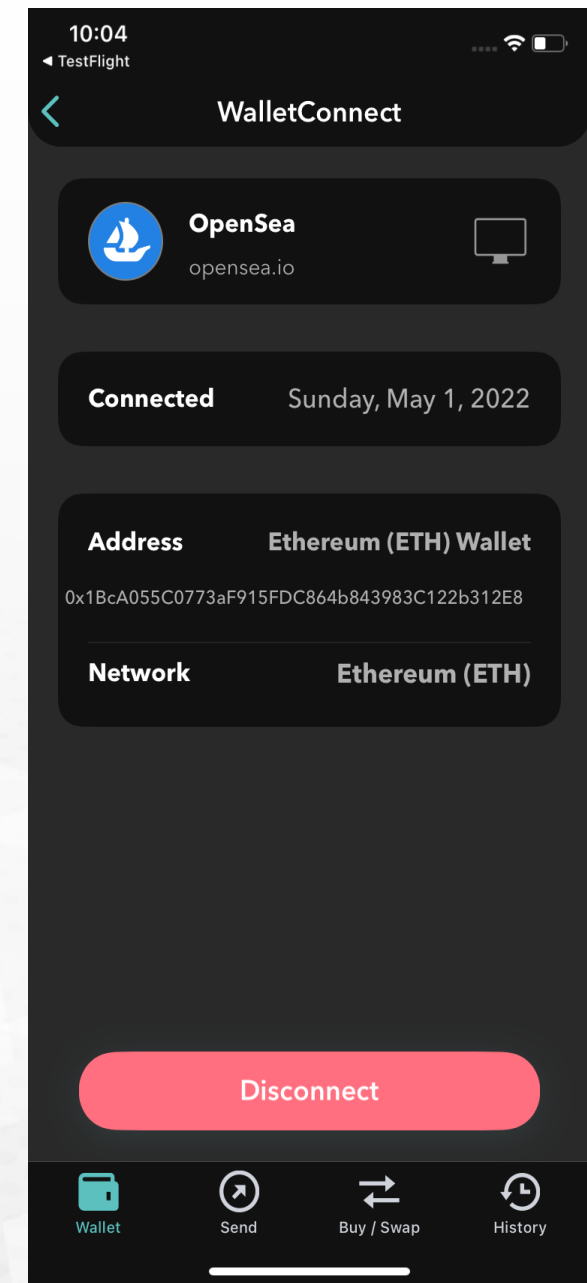 10:04
◀ TestFlight
WalletConnect
OpenSea
opensea.io
Connected Sunday, May 1, 2022
Address Ethereum (ETH) Wallet
0x1BcA055C0773aF915FDC864b843983C122b312E8
Network Ethereum (ETH)
Disconnect
Wallet Send Buy / Swap History